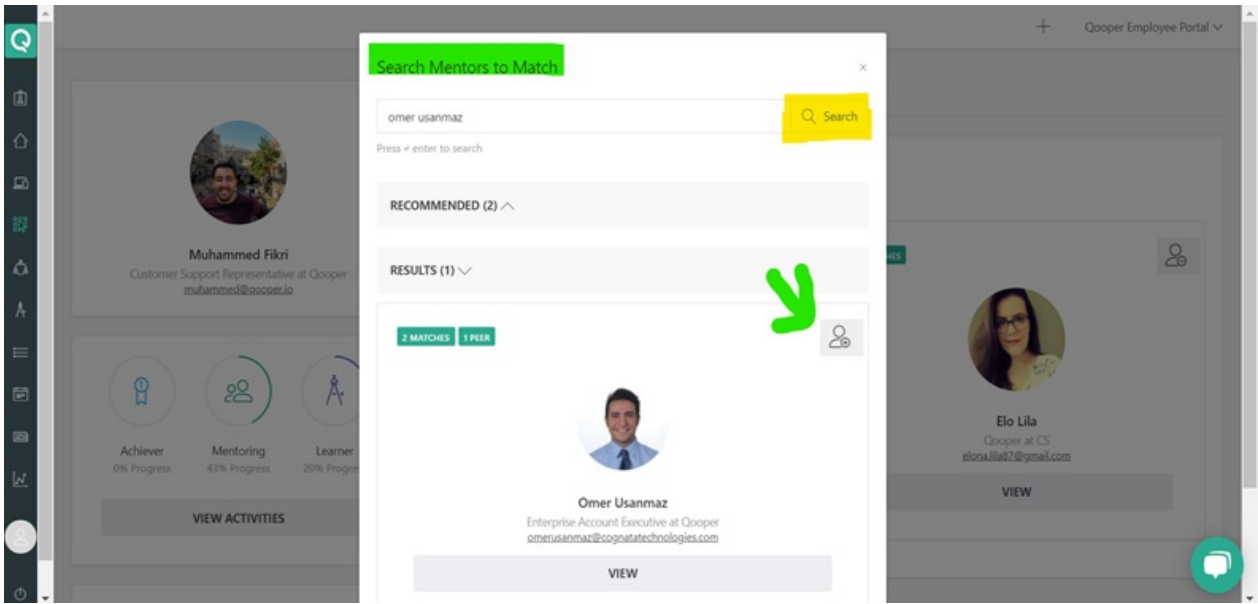 Qooper Employee Portal
Search Mentors to Match
omer usanmaz
Search
Press ↵ enter to search
RECOMMENDED (2)
RESULTS (1)
2 MATCHES 1 PEER
Omer Usanmaz
Enterprise Account Executive at Qooper
omerusanmaz@cognatatechnologies.com
VIEW
Muhammed Fikri
Customer Support Representative at Qooper
muhammed@qooper.io
Achiever
0% Progress
Mentoring
43% Progress
Learner
20% Progre
VIEW ACTIVITIES
Elo Lila
Qooper at CS
elona.lila87@gmail.com
VIEW